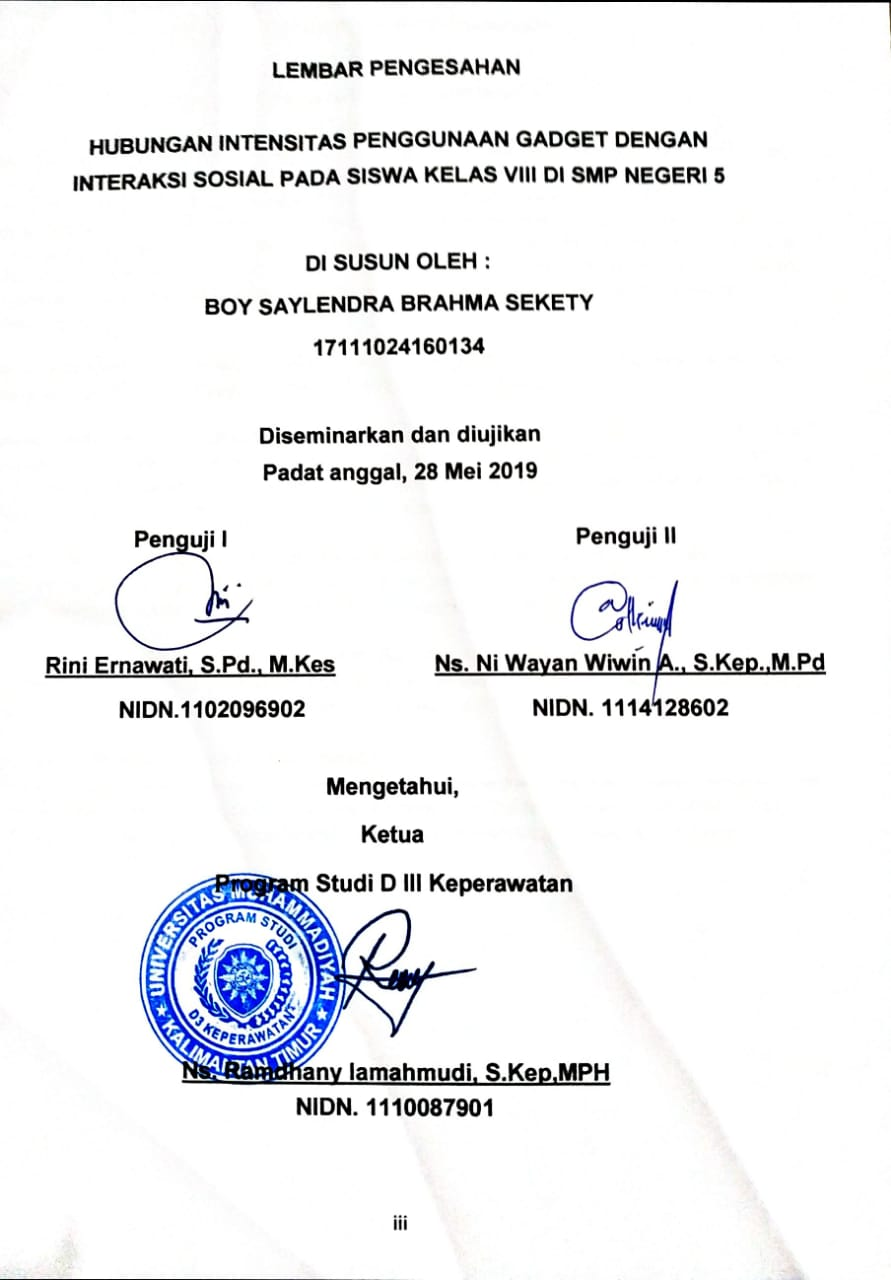 LEMBAR PENGESAHAN
HUBUNGAN INTENSITAS PENGGUNAAN GADGET DENGAN
INTERAKSI SOSIAL PADA SISWA KELAS VIII DI SMP NEGERI 5
DI SUSUN OLEH :
BOY SAYLENDRA BRAHMA SEKETY
17111024160134
Diseminarkan dan diujikan
Padat anggal, 28 Mei 2019
Penguji I
Penguji II
Rini Ernawati, S.Pd., M.Kes
Ns. Ni Wayan Wiwin A., S.Kep.,M.Pd
NIDN.1102096902
NIDN. 1114128602
Mengetahui,
Ketua
Program Studi D III Keperawatan
UNIVERSITAS MUHAMMADIYAH
PROGRAM STUDI
D3 KEPERAWATAN
KALIMANTAN TIMUR
Ns. Ramdhany Iamahmudi, S.Kep,MPH
NIDN. 1110087901
iii